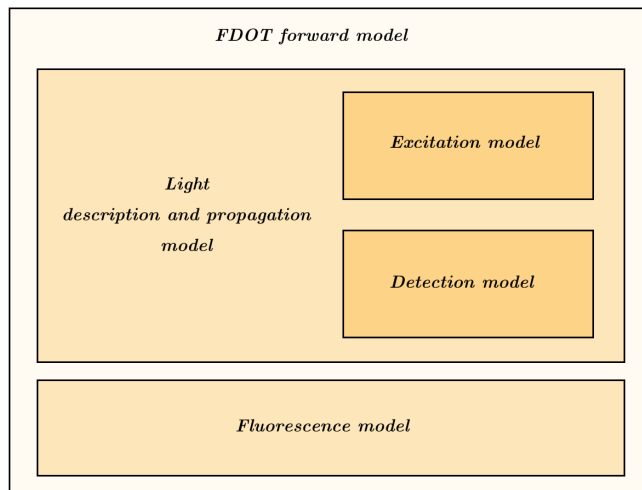 FDOT forward model
Light
description and propagation
model
Excitation model
Detection model
Fluorescence model